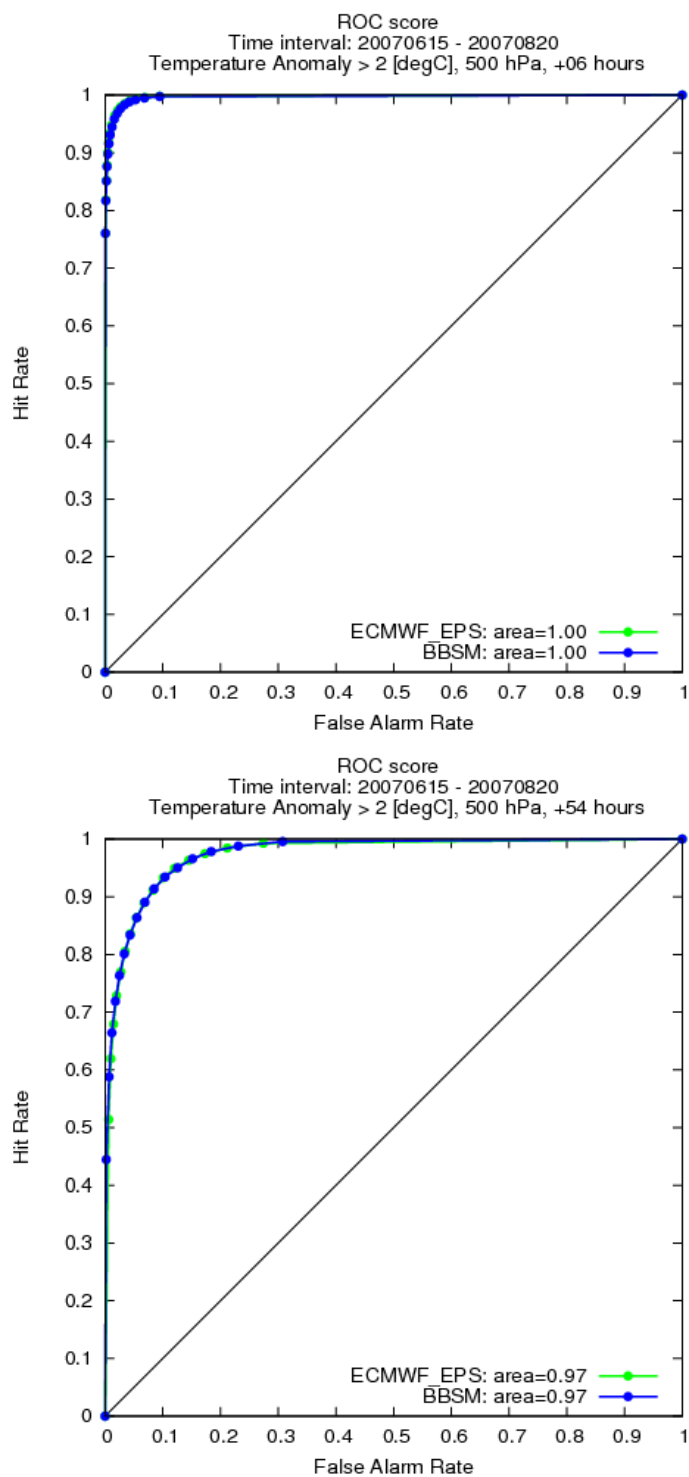 ROC score
Time interval: 20070615 - 20070820
Temperature Anomaly > 2 [degC], 500 hPa, +06 hours
1
0.9
0.8
0.7
0.6
0.5
0.4
0.3
0.2
0.1
0
Hit Rate
ECMWF_EPS: area=1.00
BBSM: area=1.00
0 0.1 0.2 0.3 0.4 0.5 0.6 0.7 0.8 0.9 1
False Alarm Rate
ROC score
Time interval: 20070615 - 20070820
Temperature Anomaly > 2 [degC], 500 hPa, +54 hours
1
0.9
0.8
0.7
0.6
0.5
0.4
0.3
0.2
0.1
0
Hit Rate
ECMWF_EPS: area=0.97
BBSM: area=0.97
0 0.1 0.2 0.3 0.4 0.5 0.6 0.7 0.8 0.9 1
False Alarm Rate